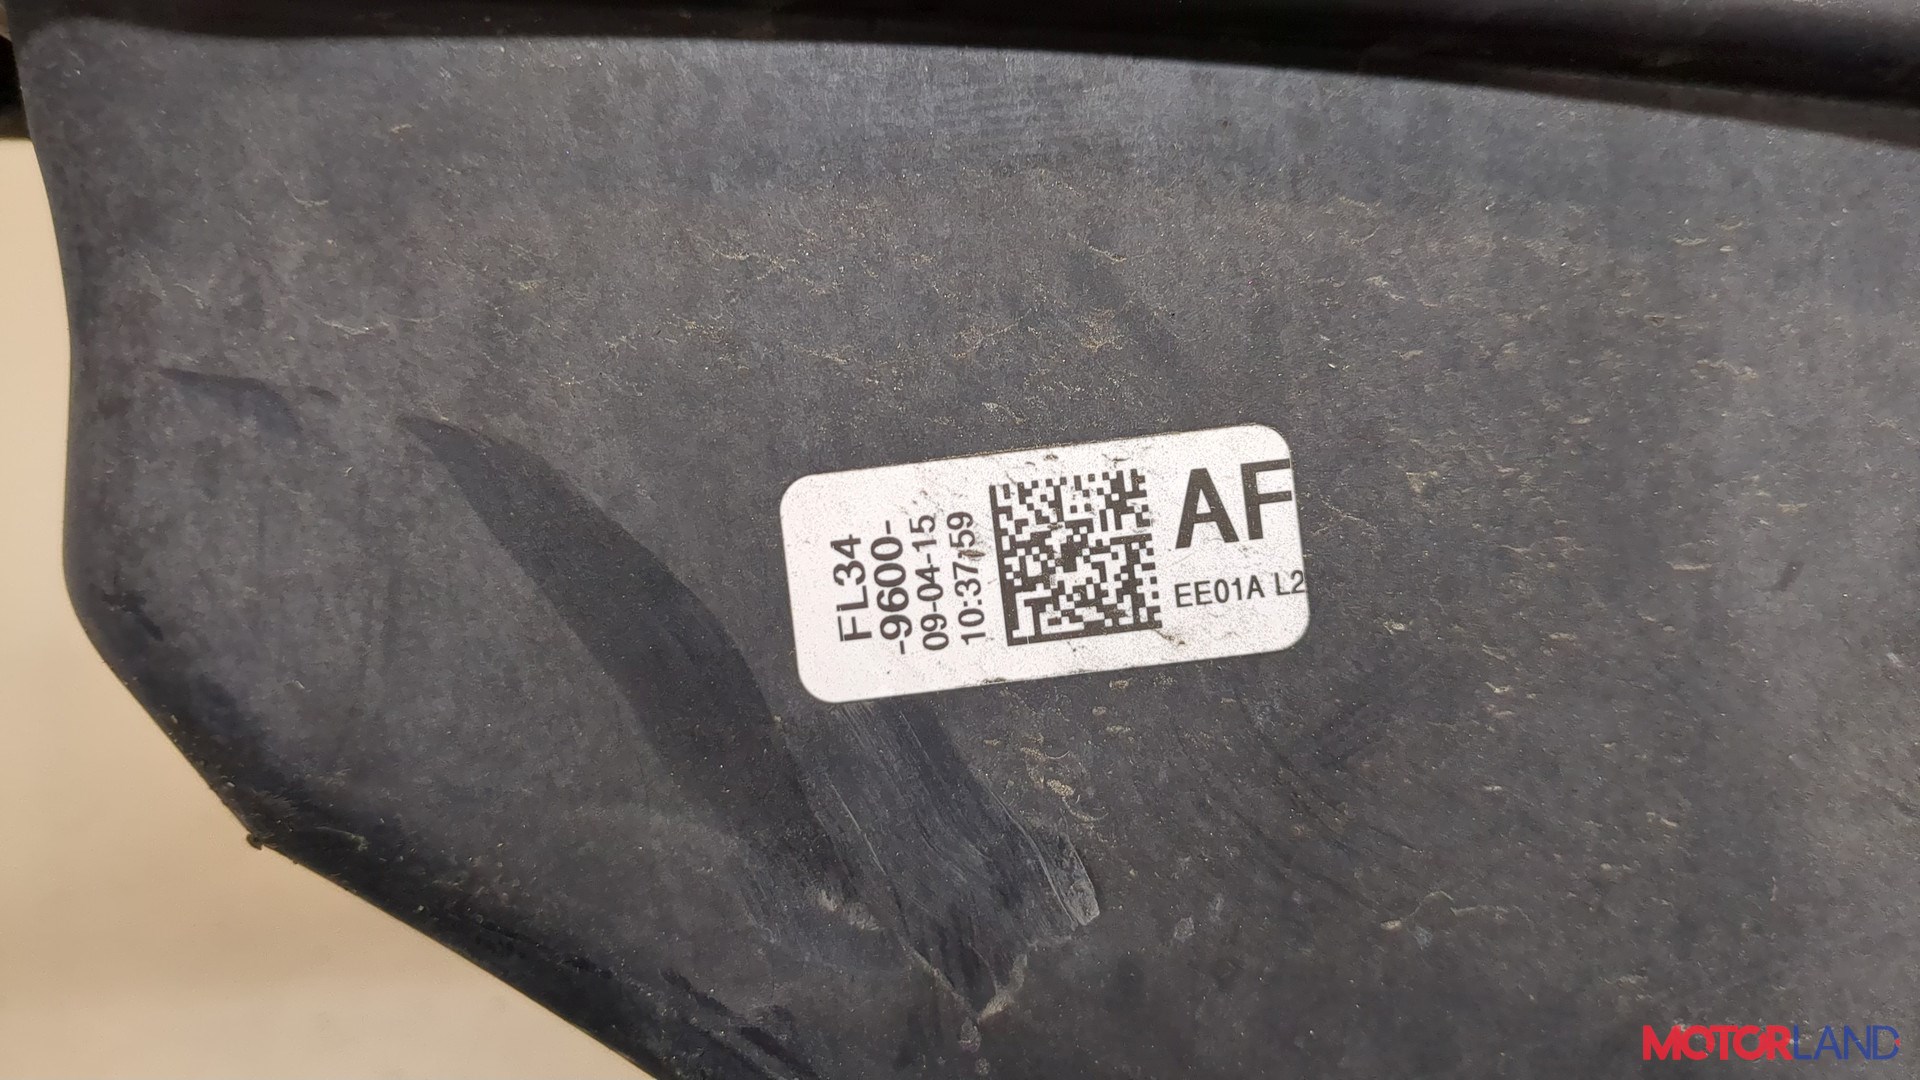 FL34
-9600-
09-04-15
10:37:59
AF
EE01A L2
MOTORLAND